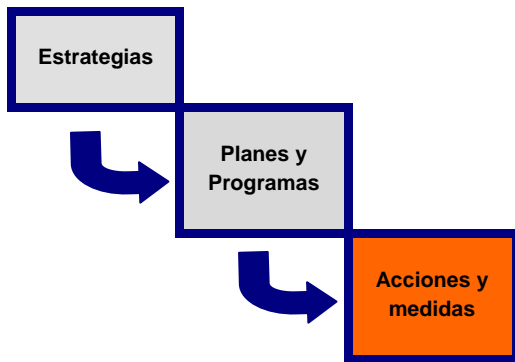 Estrategias
Planes y
Programas
Acciones y
medidas